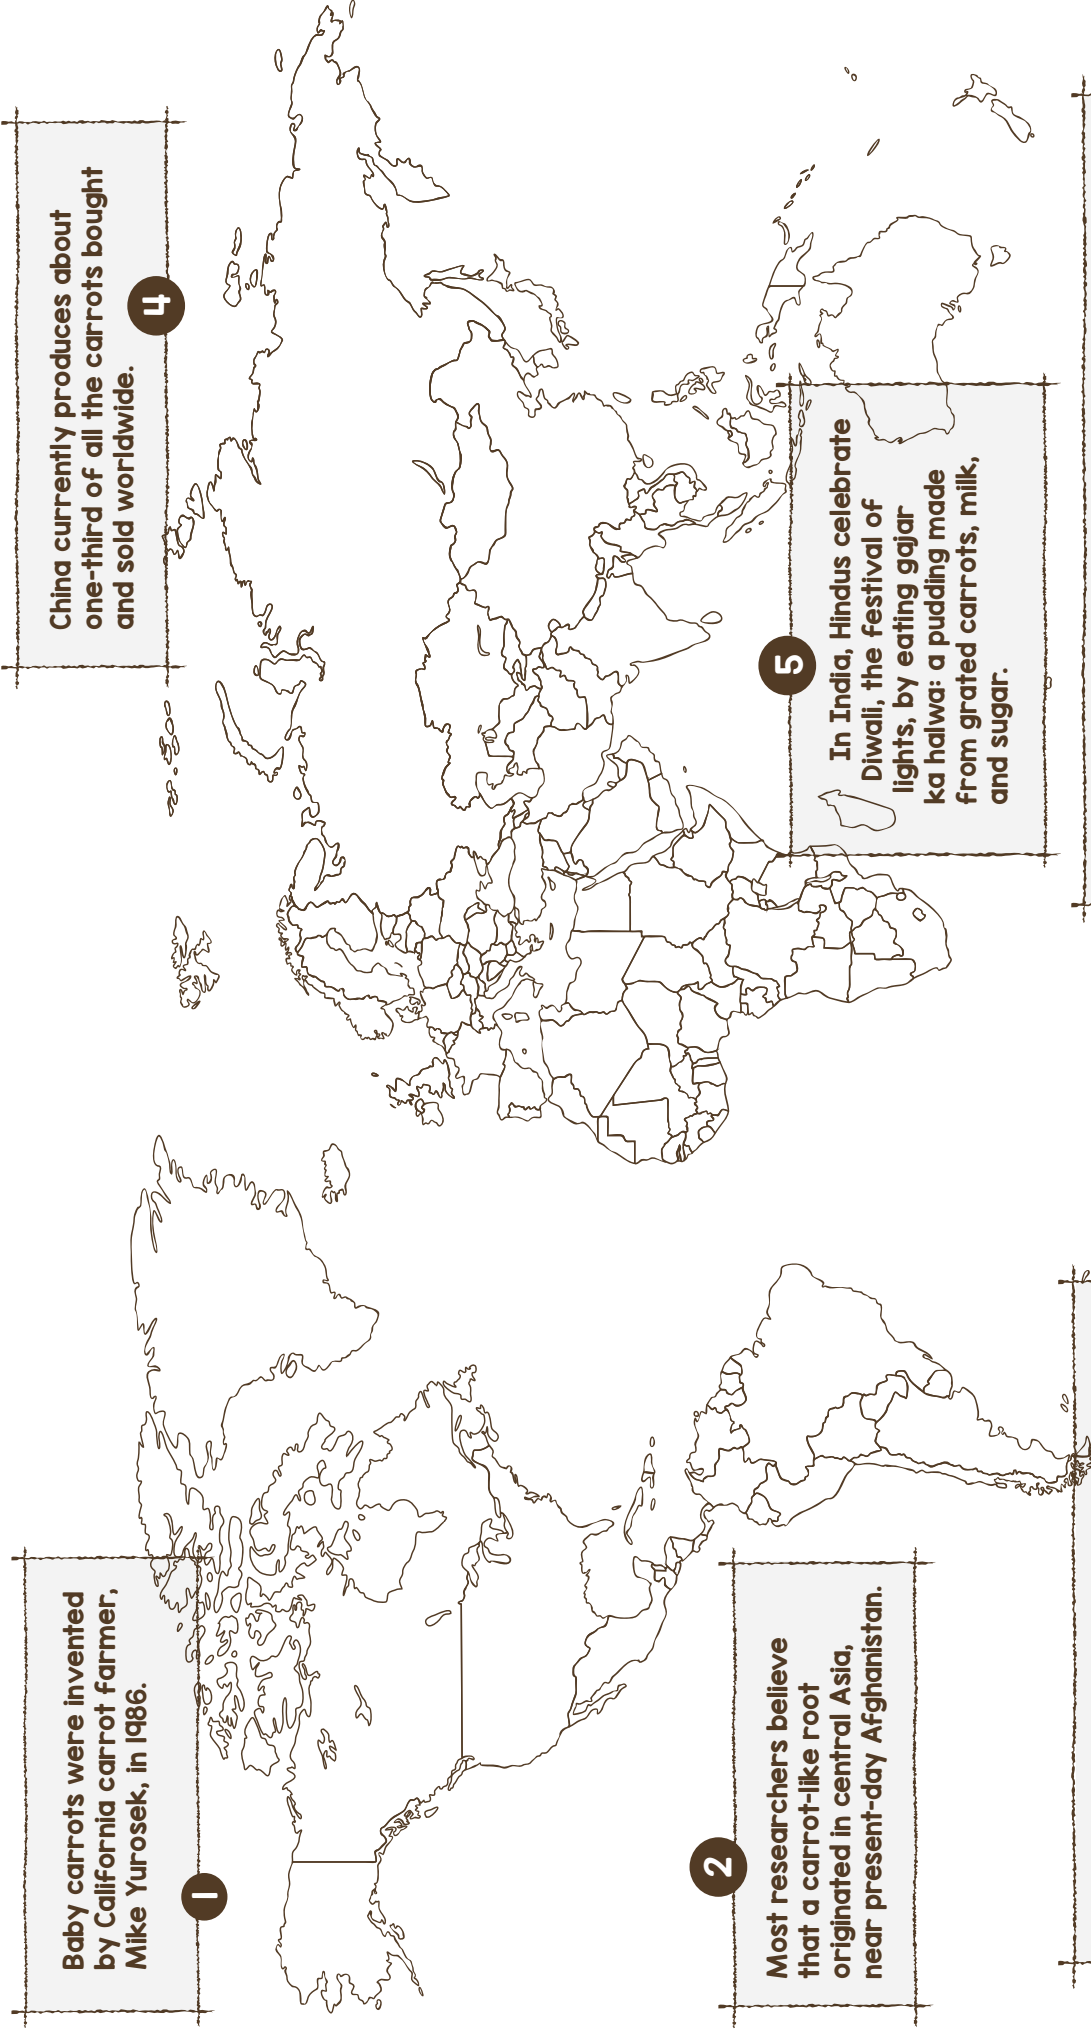 1
Baby carrots were invented
by California carrot farmer,
Mike Yurosek, in 1986.
2
Most researchers believe
that a carrot-like root
originated in central Asia,
near present-day Afghanistan.
4
China currently produces about
one-third of all the carrots bought
and sold worldwide.
5
In India, Hindus celebrate
Diwali, the festival of
lights, by eating gajar
ka halwa: a pudding made
from grated carrots, milk,
and sugar.